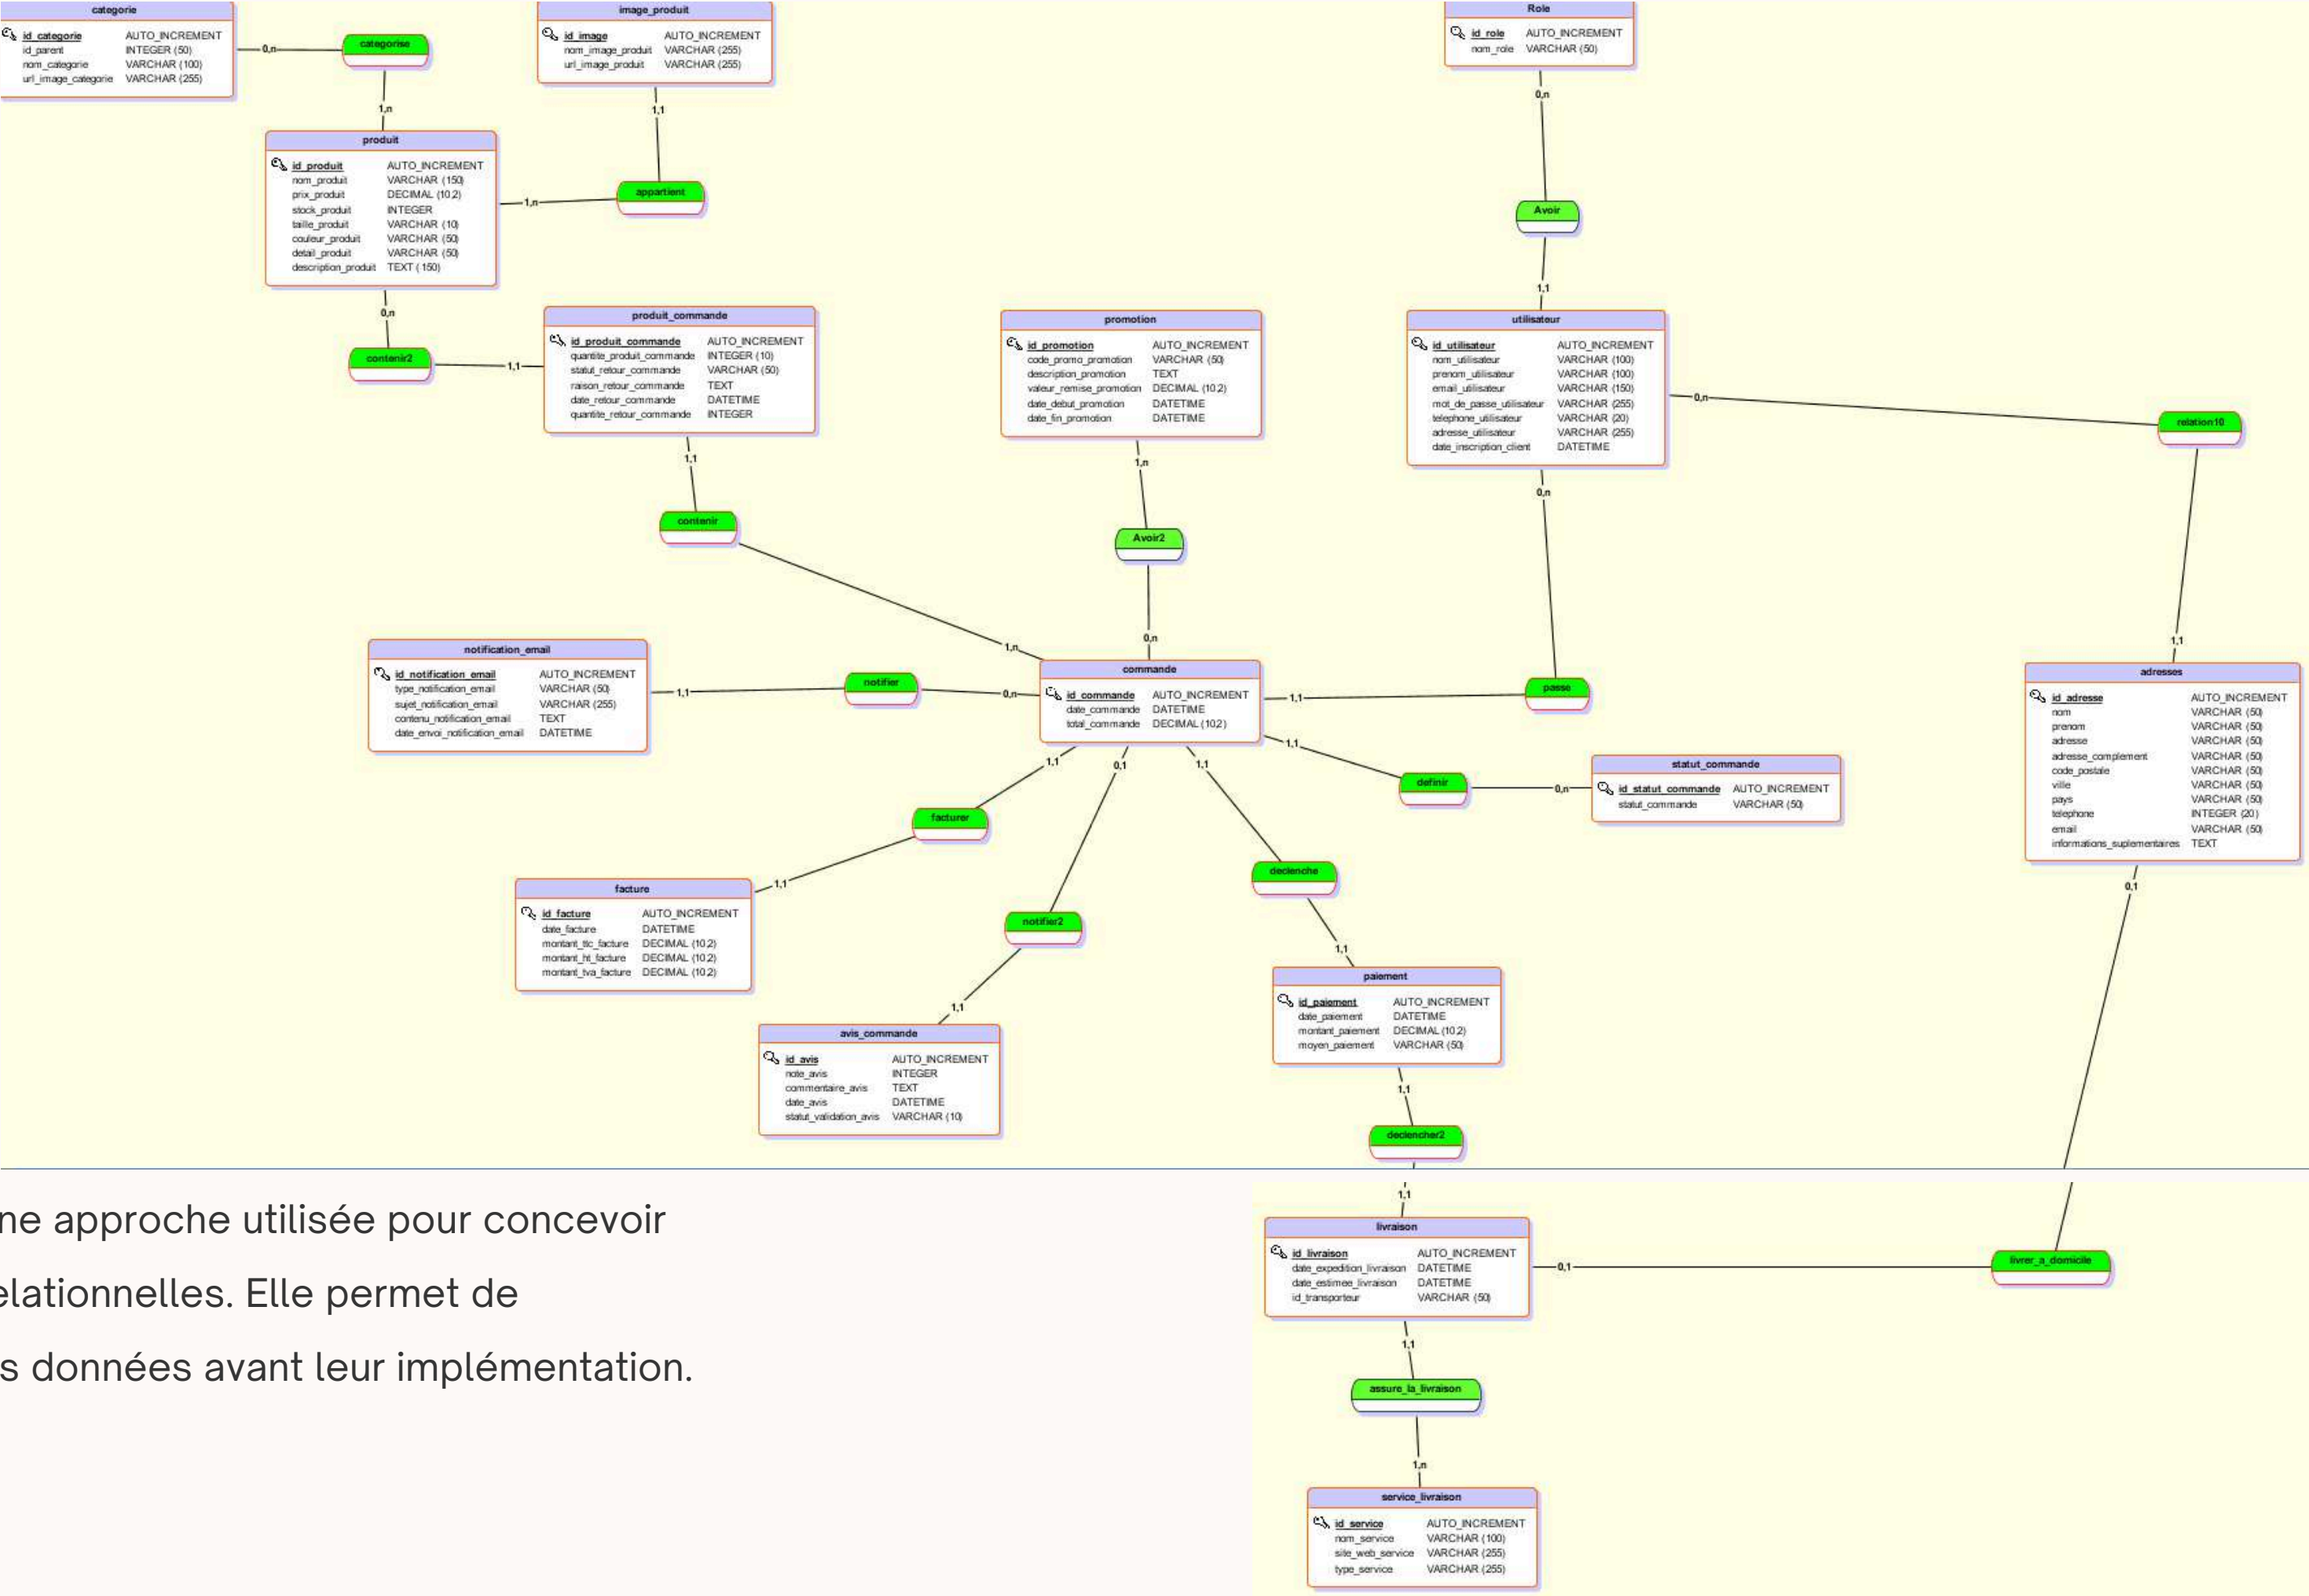 categorie
id_categorie AUTO_INCREMENT
id_parent INTEGER (50)
nom_categorie VARCHAR (100)
url_image_categorie VARCHAR (255)
0,n
categorise
1,n
image_produit
id_image AUTO_INCREMENT
nom_image_produit VARCHAR (255)
url_image_produit VARCHAR (255)
1,1
appartient
1,n
Role
id_role AUTO_INCREMENT
nom_role VARCHAR (50)
0,n
Avoir
1,1
produit
id_produit AUTO_INCREMENT
nom_produit VARCHAR (150)
prix_produit DECIMAL (10,2)
stock_produit INTEGER
taille_produit VARCHAR (10)
couleur_produit VARCHAR (50)
detail_produit VARCHAR (50)
description_produit TEXT (150)
0,n
contenir2
1,1
produit_commande
id_produit_commande AUTO_INCREMENT
quantite_produit_commande INTEGER (10)
statut_retour_commande VARCHAR (50)
raison_retour_commande TEXT
date_retour_commande DATETIME
quantite_retour_commande INTEGER
1,1
contenir
1,n
promotion
id_promotion AUTO_INCREMENT
code_promo_promotion VARCHAR (50)
description_promotion TEXT
valeur_remise_promotion DECIMAL (10,2)
date_debut_promotion DATETIME
date_fin_promotion DATETIME
1,n
Avoir2
0,n
utilisateur
id_utilisateur AUTO_INCREMENT
nom_utilisateur VARCHAR (100)
prenom_utilisateur VARCHAR (100)
email_utilisateur VARCHAR (150)
mot_de_passe_utilisateur VARCHAR (255)
telephone_utilisateur VARCHAR (20)
adresse_utilisateur VARCHAR (255)
date_inscription_client DATETIME
0,n
relation10
1,1
0,n
passe
1,1
notification_email
id_notification_email AUTO_INCREMENT
type_notification_email VARCHAR (50)
sujet_notification_email VARCHAR (255)
contenu_notification_email TEXT
date_envoi_notification_email DATETIME
1,1
notifier
0,n
commande
id_commande AUTO_INCREMENT
date_commande DATETIME
total_commande DECIMAL (10,2)
adresses
id_adresse AUTO_INCREMENT
nom VARCHAR (50)
prenom VARCHAR (50)
adresse VARCHAR (50)
adresse_complement VARCHAR (50)
code_postale VARCHAR (50)
ville VARCHAR (50)
pays VARCHAR (50)
telephone INTEGER (20)
email VARCHAR (50)
informations_suplementaires TEXT
0,1
1,1
definir
0,n
statut_commande
id_statut_commande AUTO_INCREMENT
statut_commande VARCHAR (50)
1,1
facturer
1,1
facture
id_facture AUTO_INCREMENT
date_facture DATETIME
montant_ttc_facture DECIMAL (10,2)
montant_ht_facture DECIMAL (10,2)
montant_tva_facture DECIMAL (10,2)
0,1
notifier2
1,1
avis_commande
id_avis AUTO_INCREMENT
note_avis INTEGER
commentaire_avis TEXT
date_avis DATETIME
statut_validation_avis VARCHAR (10)
1,1
declenche
1,1
paiement
id_paiement AUTO_INCREMENT
date_paiement DATETIME
montant_paiement DECIMAL (10,2)
moyen_paiement VARCHAR (50)
1,1
declencher2
1,1
ne approche utilisée pour concevoir
elationnelles. Elle permet de
s données avant leur implémentation.
livraison
id_livraison AUTO_INCREMENT
date_expedition_livraison DATETIME
date_estimee_livraison DATETIME
id_transporteur VARCHAR (50)
0,1
livrer_a_domicile
1,1
assure_la_livraison
1,n
service_livraison
id_service AUTO_INCREMENT
nom_service VARCHAR (100)
site_web_service VARCHAR (255)
type_service VARCHAR (255)